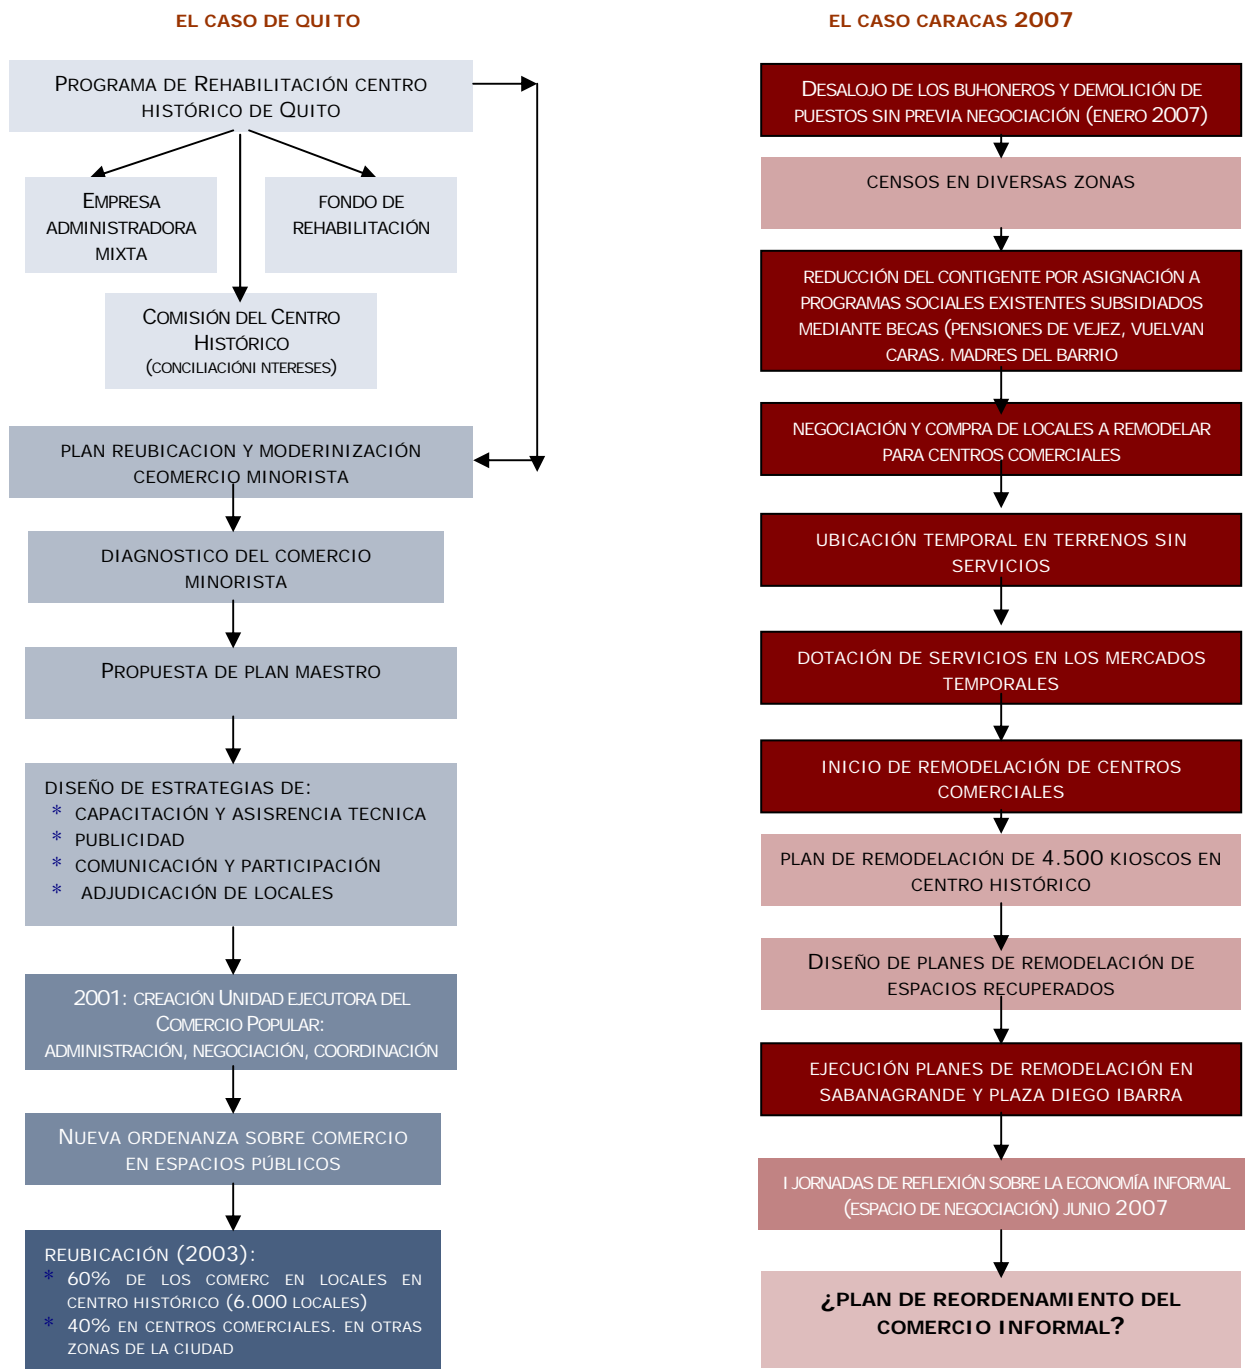 EL CASO DE QUITO
PROGRAMA DE REHABILITACIÓN CENTRO
HISTÓRICO DE QUITO
EMPRESA
ADMINISTRADORA
MIXTA
FONDO DE
REHABILITACIÓN
COMISIÓN DEL CENTRO
HISTÓRICO
(CONCILIACIÓNI NTERESES)
PLAN REUBICACION Y MODERINIZACIÓN
CEOMERCIO MINORISTA
DIAGNOSTICO DEL COMERCIO
MINORISTA
PROPUESTA DE PLAN MAESTRO
DISEÑO DE ESTRATEGIAS DE:
* CAPACITACIÓN Y ASISRENCIA TECNICA
* PUBLICIDAD
* COMUNICACIÓN Y PARTICIPACIÓN
* ADJUDICACIÓN DE LOCALES
2001: CREACIÓN UNIDAD EJECUTORA DEL
COMERCIO POPULAR:
ADMINISTRACIÓN, NEGOCIACIÓN, COORDINACIÓN
NUEVA ORDENANZA SOBRE COMERCIO
EN ESPACIOS PÚBLICOS
REUBICACIÓN (2003):
* 60% DE LOS COMERC EN LOCALES EN
CENTRO HISTÓRICO (6.000 LOCALES)
* 40% EN CENTROS COMERCIALES. EN OTRAS
ZONAS DE LA CIUDAD
EL CASO CARACAS 2007
DESALOJO DE LOS BUHONEROS Y DEMOLICIÓN DE
PUESTOS SIN PREVIA NEGOCIACIÓN (ENERO 2007)
CENSOS EN DIVERSAS ZONAS
REDUCCIÓN DEL CONTIGENTE POR ASIGNACIÓN A
PROGRAMAS SOCIALES EXISTENTES SUBSIDIADOS
MEDIANTE BECAS (PENSIONES DE VEJEZ, VUELVAN
CARAS. MADRES DEL BARRIO
NEGOCIACIÓN Y COMPRA DE LOCALES A REMODELAR
PARA CENTROS COMERCIALES
UBICACIÓN TEMPORAL EN TERRENOS SIN
SERVICIOS
DOTACIÓN DE SERVICIOS EN LOS MERCADOS
TEMPORALES
INICIO DE REMODELACIÓN DE CENTROS
COMERCIALES
PLAN DE REMODELACIÓN DE 4.500 KIOSCOS EN
CENTRO HISTÓRICO
DISEÑO DE PLANES DE REMODELACIÓN DE
ESPACIOS RECUPERADOS
EJECUCIÓN PLANES DE REMODELACIÓN EN
SABANAGRANDE Y PLAZA DIEGO IBARRA
I JORNADAS DE REFLEXIÓN SOBRE LA ECONOMÍA INFORMAL
(ESPACIO DE NEGOCIACIÓN) JUNIO 2007
¿PLAN DE REORDENAMIENTO DEL
COMERCIO INFORMAL?